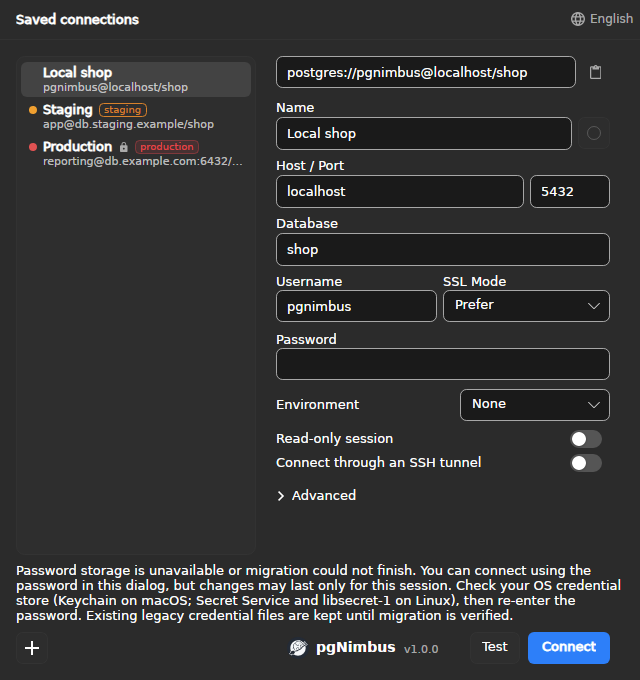 Saved connections
English
Local shop
pgnimbus@localhost/shop
Staging staging
app@db.staging.example/shop
Production production
reporting@db.example.com:6432/...
postgres://pgnimbus@localhost/shop
Name
Local shop
Host / Port
localhost
5432
Database
shop
Username
SSL Mode
pgnimbus
Prefer
Password
Environment
None
Read-only session
Connect through an SSH tunnel
Advanced
Password storage is unavailable or migration could not finish. You can connect using the
password in this dialog, but changes may last only for this session. Check your OS credential
store (Keychain on macOS; Secret Service and libsecret-1 on Linux), then re-enter the
password. Existing legacy credential files are kept until migration is verified.
pgNimbus v1.0.0
Test
Connect